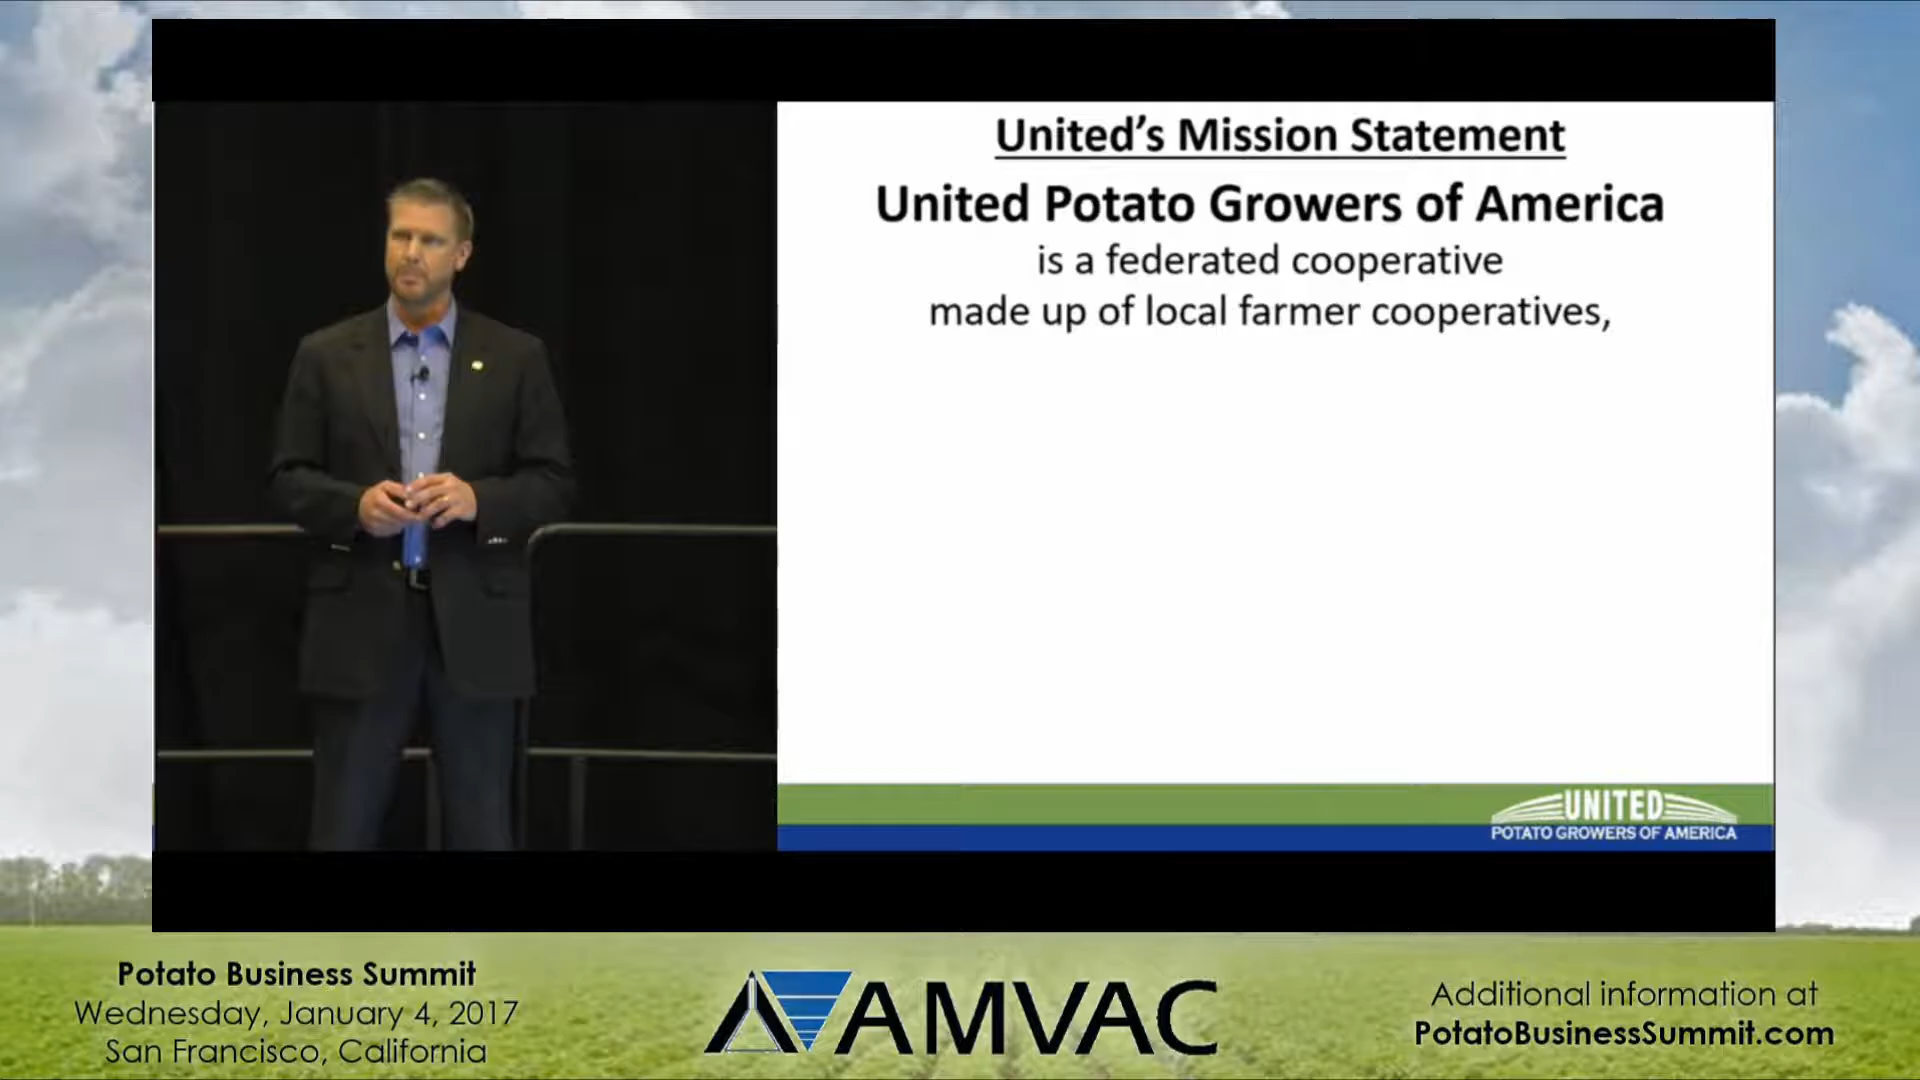 United's Mission Statement
United Potato Growers of America
is a federated cooperative
made up of local farmer cooperatives,
UNITED
POTATO GROWERS OF AMERICA
Potato Business Summit
Wednesday, January 4, 2017
San Francisco, California
AMVAC
Additional information at
PotatoBusinessSummit.com